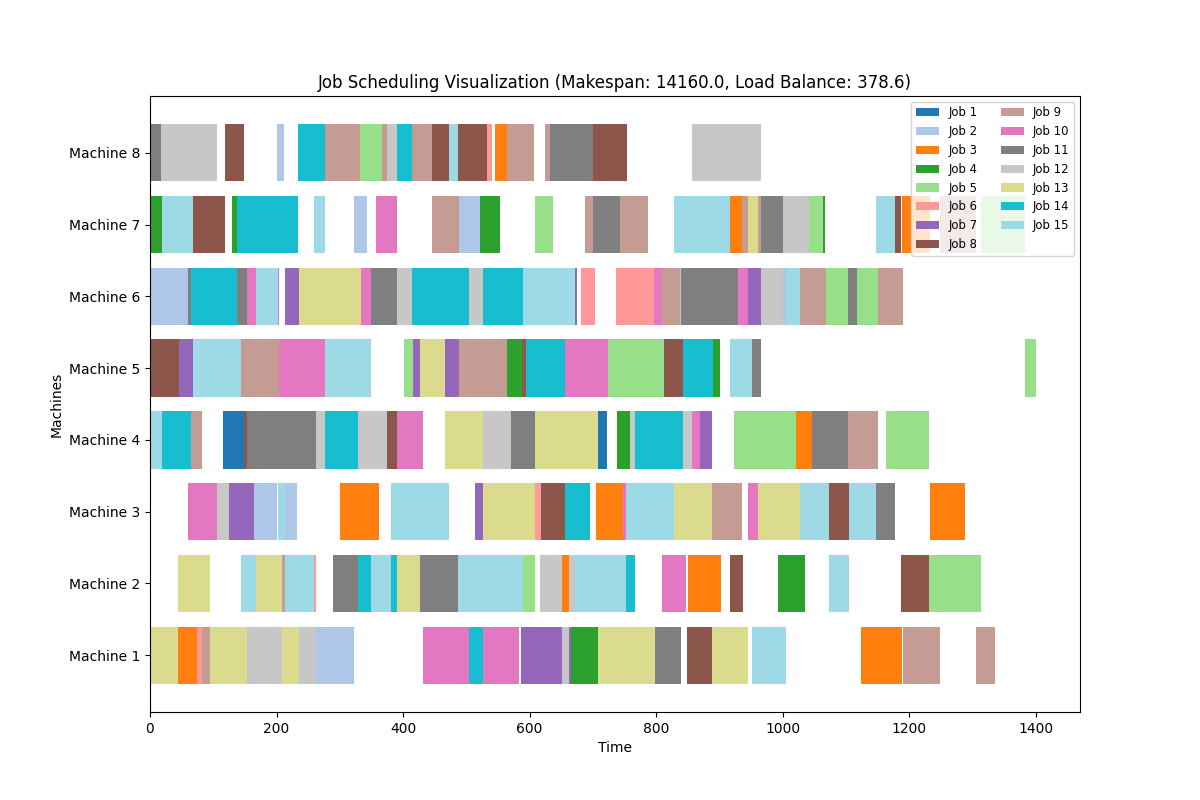 Job Scheduling Visualization (Makespan: 14160.0, Load Balance: 378.6)
Machine 8
Machine 7
Machine 6
Machine 5
Machine 4
Machine 3
Machine 2
Machine 1
Machines
0 200 400 600 800 1000 1200 1400
Time
Job 1
Job 2
Job 3
Job 4
Job 5
Job 6
Job 7
Job 8
Job 9
Job 10
Job 11
Job 12
Job 13
Job 14
Job 15